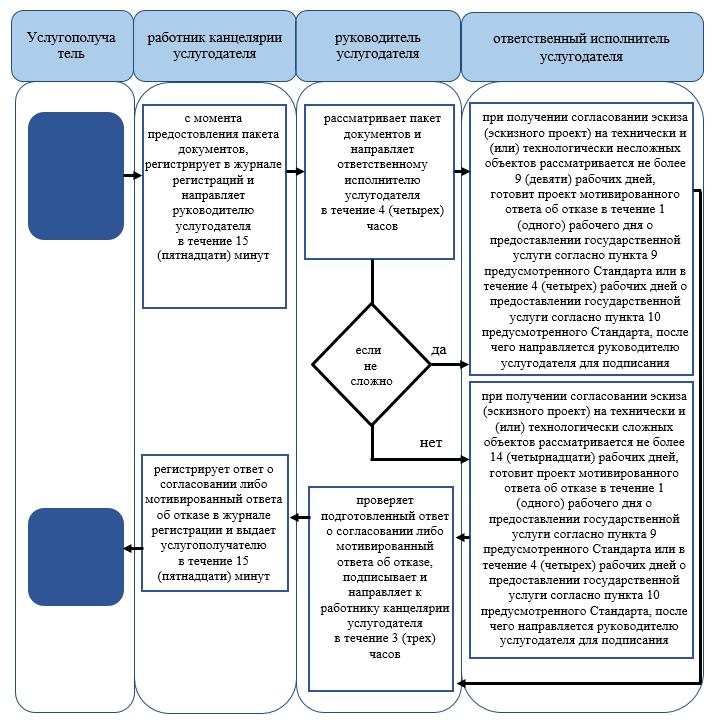 Услугополуча
тель
работник канцелярии
услугодателя
руководитель
услугодателя
ответственный исполнитель
услугодателя
с момента
предостовления пакета
документов,
регистрирует в журнале
регистраций и
направляет
руководителю
услугодателя
в течение 15
(пятнадцати) минут
рассматривает пакет
документов и
направляет
ответственному
исполнителю
услугодателя
в течение 4 (четырех)
часов
при получении согласовании эскиза
(эскизного проект) на технически и
(или) технологически несложных
объектов рассматривается не более
9 (девяти) рабочих дней,
готовит проект мотивированного
ответа об отказе в течение 1
(одного) рабочего дня о
предоставлении государственной
услуги согласно пункта 9
предусмотренного Стандарта или в
течение 4 (четырех) рабочих дней о
предоставлении государственной
услуги согласно пункта 10
предусмотренного Стандарта, после
чего направляется руководителю
услугодателя для подписания
если
не
сложно
да
нет
при получении согласовании эскиза
(эскизного проект) на технически и
(или) технологически сложных
объектов рассматривается не более
14 (четырнадцати) рабочих дней,
готовит проект мотивированного
ответа об отказе в течение 1
(одного) рабочего дня о
предоставлении государственной
услуги согласно пункта 9
предусмотренного Стандарта или в
течение 4 (четырех) рабочих дней о
предоставлении государственной
услуги согласно пункта 10
предусмотренного Стандарта, после
чего направляется руководителю
услугодателя для подписания
проверяет
подготовленный ответ
о согласовании либо
мотивированный
ответа об отказе,
подписывает и
направляет к
работнику канцелярии
услугодателя
в течение 3 (трех)
часов
регистрирует ответ о
согласовании либо
мотивированный ответа
об отказе в журнале
регистрации и выдает
услугополучателю
в течение 15
(пятнадцати) минут